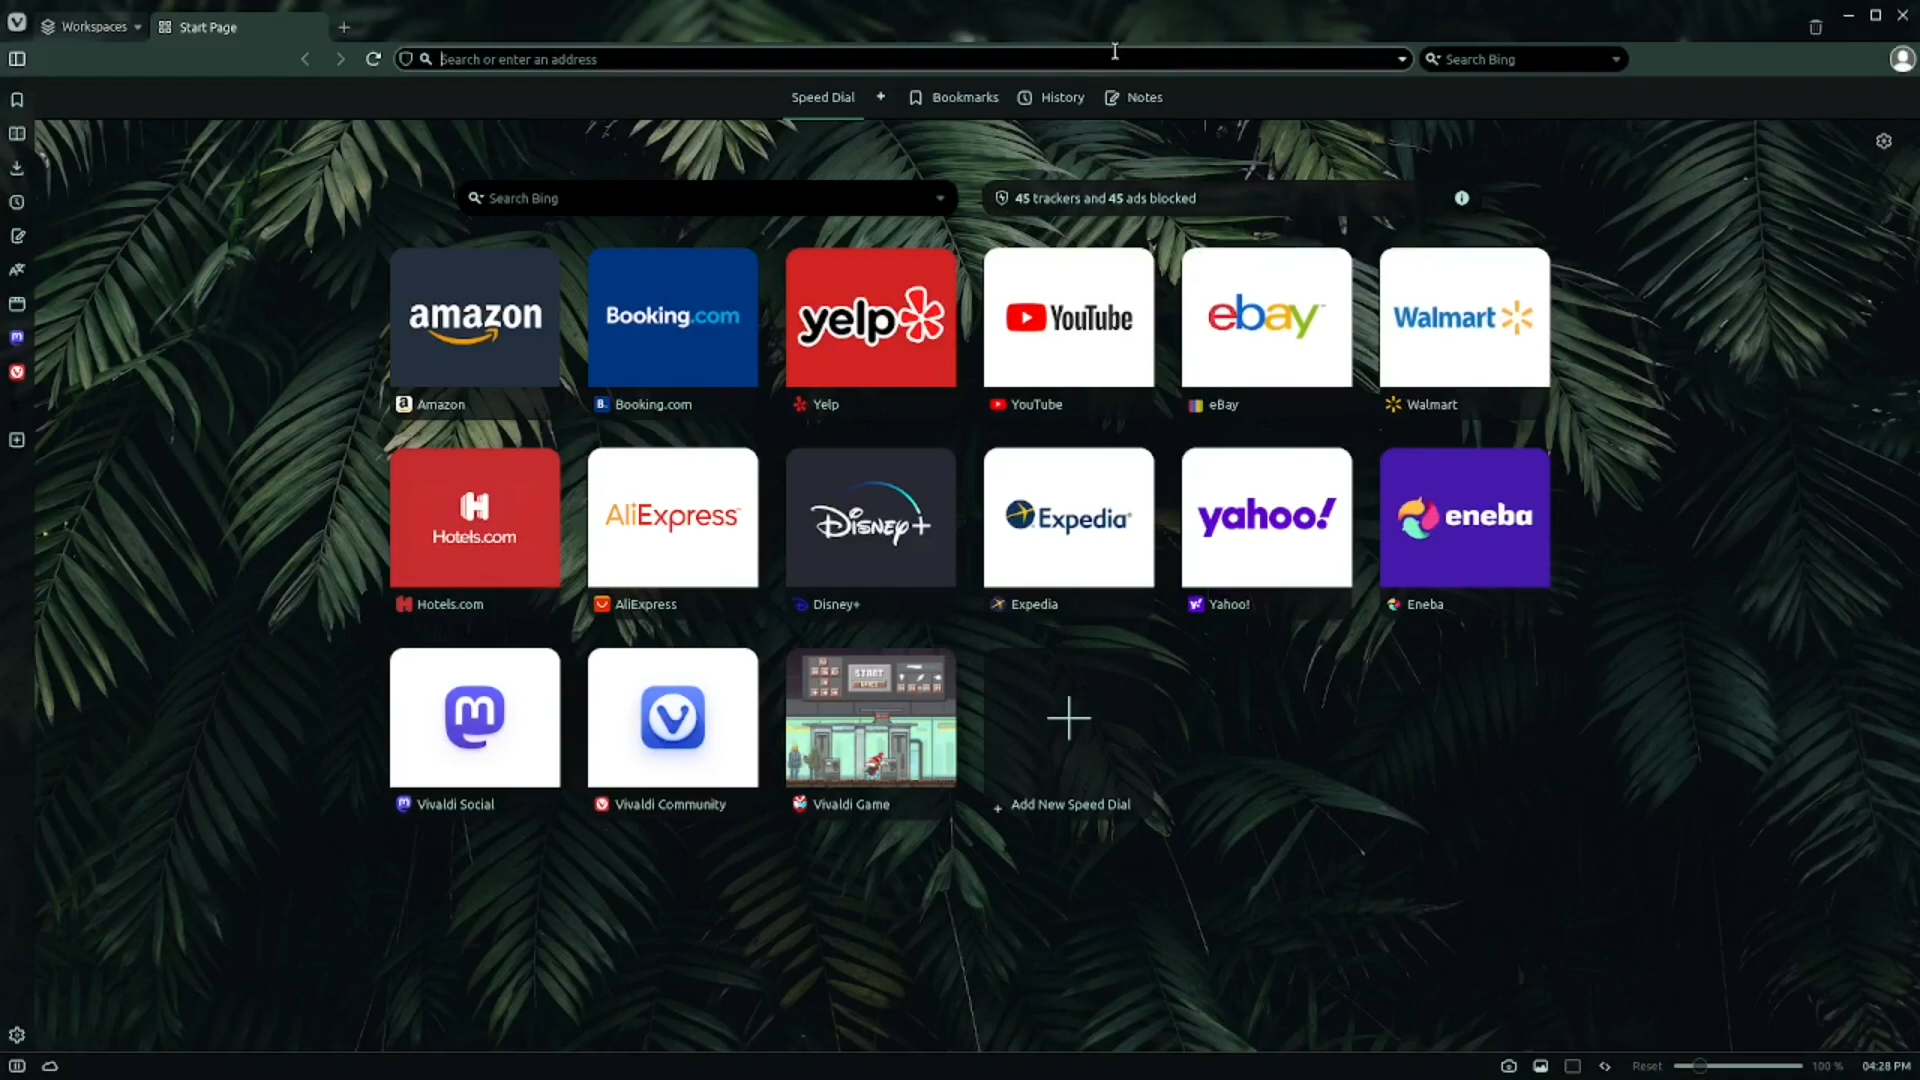 Workspaces
Start Page
Search or enter an address
Search Bing
Speed Dial
Bookmarks
History
Notes
Search Bing
45 trackers and 45 ads blocked
amazon
Booking.com
yelp
YouTube
ebay
Walmart
Amazon
Booking.com
Yelp
YouTube
eBay
Walmart
Hotels.com
AliExpress
Disney+
Expedia
yahoo!
eneba
Hotels.com
AliExpress
Disney+
Expedia
Yahoo!
Eneba
START
Vivaldi Social
Vivaldi Community
Vivaldi Game
Add New Speed Dial
Reset
100 %
04:28 PM